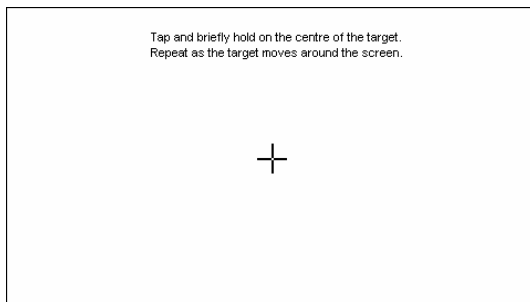 Tap and briefly hold on the centre of the target.
Repeat as the target moves around the screen.